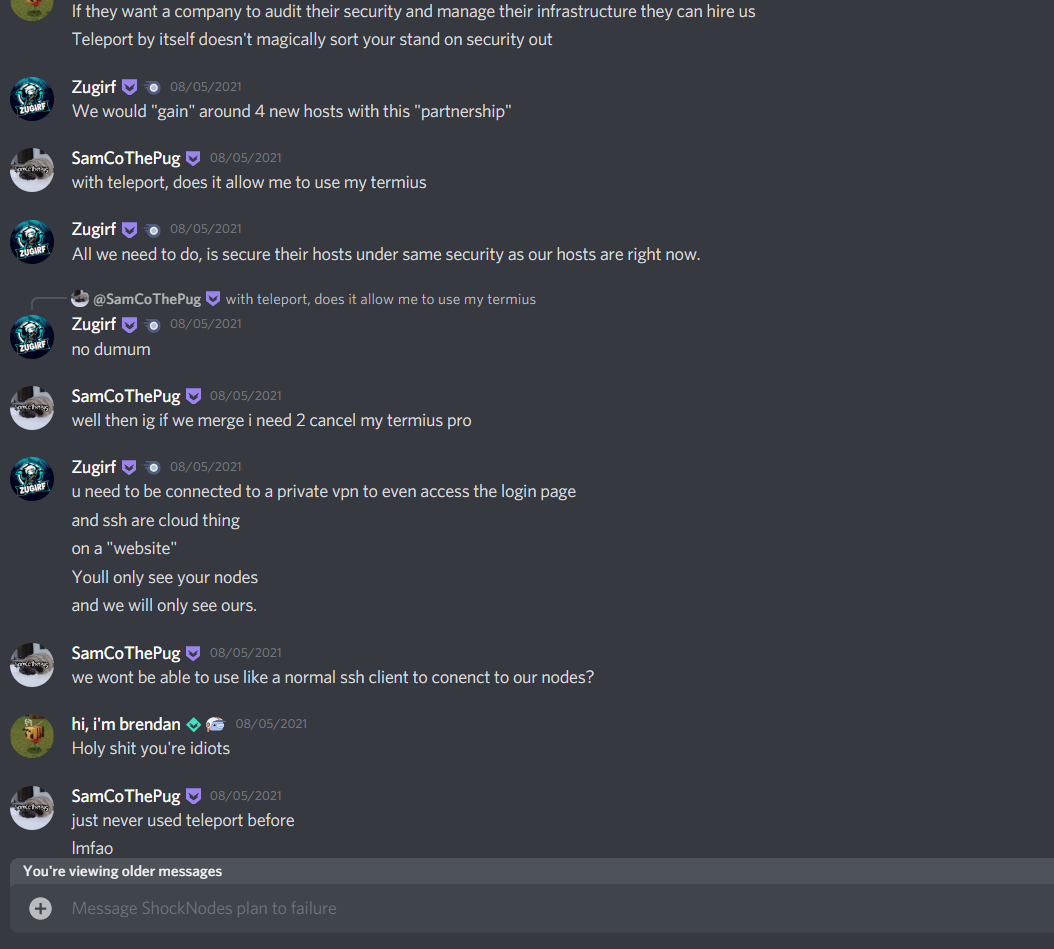 If they want a company to audit their security and manage their infrastructure they can hire us
Teleport by itself doesn't magically sort your stand on security out
Zugirf 08/05/2021
We would "gain" around 4 new hosts with this "partnership"
SamCoThePug 08/05/2021
with teleport, does it allow me to use my termius
Zugirf 08/05/2021
All we need to do, is secure their hosts under same security as our hosts are right now.
@SamCoThePug with teleport, does it allow me to use my termius
Zugirf 08/05/2021
no dumum
SamCoThePug 08/05/2021
well then ig if we merge i need 2 cancel my termius pro
Zugirf 08/05/2021
u need to be connected to a private vpn to even access the login page
and ssh are cloud thing
on a "website"
Youll only see your nodes
and we will only see ours.
SamCoThePug 08/05/2021
we wont be able to use like a normal ssh client to conenct to our nodes?
hi, i'm brendan 08/05/2021
Holy shit you're idiots
SamCoThePug 08/05/2021
just never used teleport before
lmfao
You're viewing older messages
Message ShockNodes plan to failure